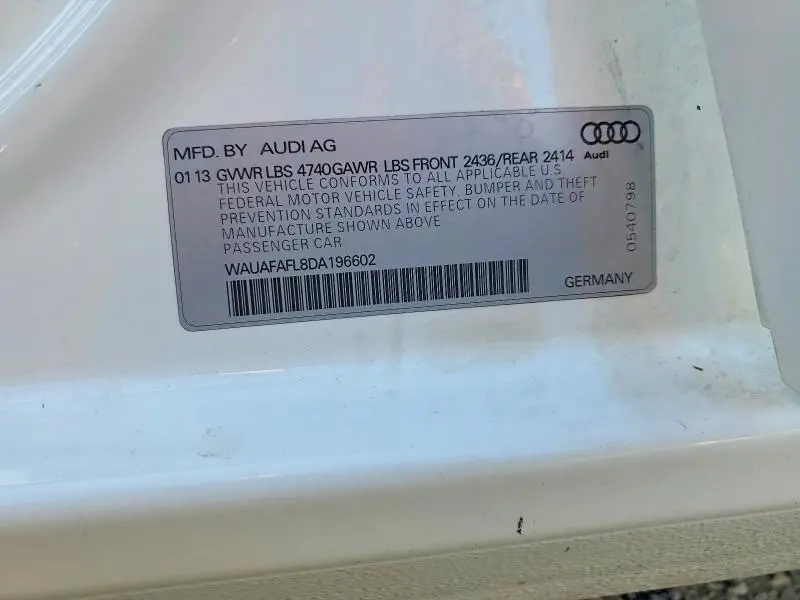 MFD. BY AUDI AG
Audi
01 13 GVWR LBS 4740GAWR LBS FRONT 2436/REAR 2414
THIS VEHICLE CONFORMS TO ALL APPLICABLE U.S
FEDERAL MOTOR VEHICLE SAFETY, BUMPER AND THEFT
PREVENTION STANDARDS IN EFFECT ON THE DATE OF
MANUFACTURE SHOWN ABOVE
PASSENGER CAR
WAUAFAFL8DA196602
GERMANY
0540798